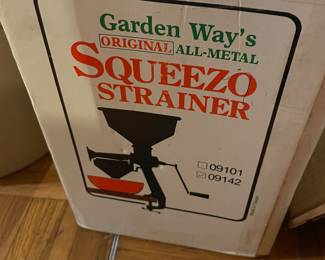 Garden Way's
ORIGINAL ALL-METAL
SQUEEZO
STRAINER
09101
09142